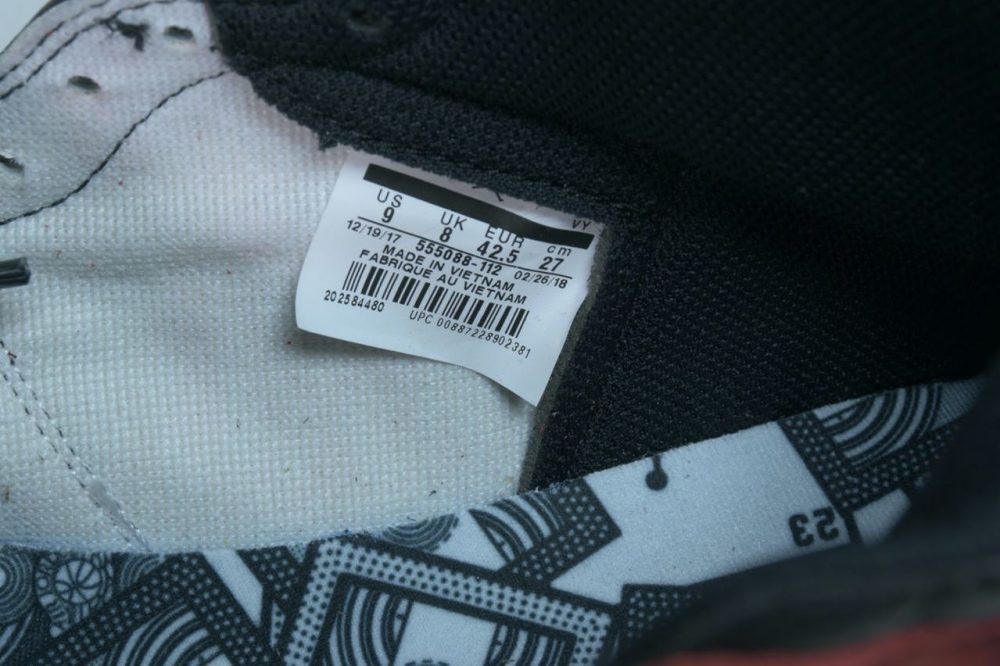 VY
US UK EUR cm
9 8 42.5 27
12/19/17 555088-112 02/26/18
MADE IN VIETNAM
FABRIQUE AU VIETNAM
202584480 UPC 00887228902381
23